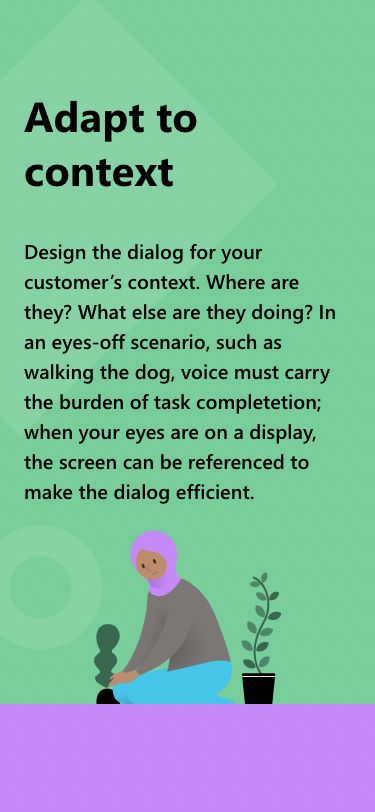 Adapt to
context
Design the dialog for your
customer’s context. Where are
they? What else are they doing? In
an eyes-off scenario, such as
walking the dog, voice must carry
the burden of task completetion;
when your eyes are on a display,
the screen can be referenced to
make the dialog efficient.